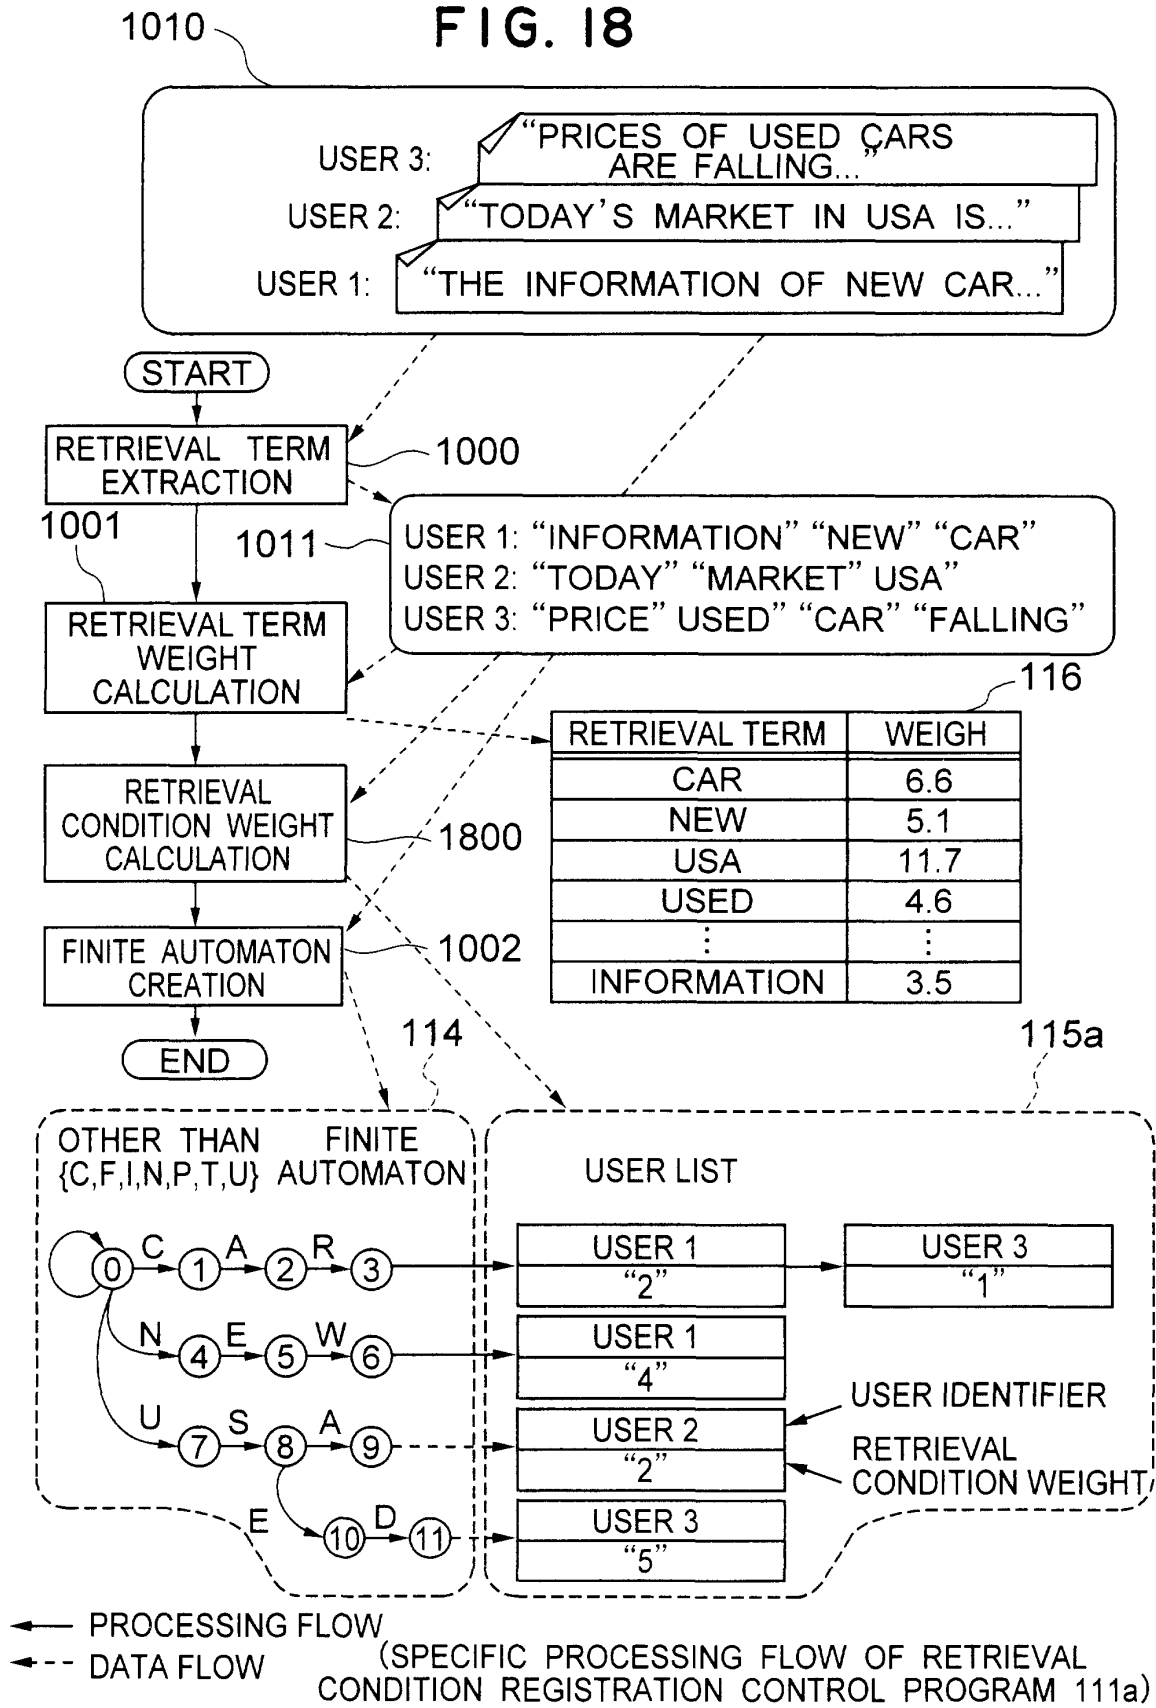 FIG. 18
1010
USER 3: “PRICES OF USED CARS
ARE FALLING...”
USER 2: “TODAY'S MARKET IN USA IS...”
USER 1: “THE INFORMATION OF NEW CAR...”
START
RETRIEVAL TERM
EXTRACTION
1000
1001
1011
USER 1: “INFORMATION” “NEW” “CAR”
USER 2: “TODAY” “MARKET” USA”
USER 3: “PRICE” USED” “CAR” “FALLING”
RETRIEVAL TERM
WEIGHT
CALCULATION
116
RETRIEVAL TERM WEIGH
CAR 6.6
NEW 5.1
USA 11.7
USED 4.6
⋮ ⋮
INFORMATION 3.5
RETRIEVAL
CONDITION WEIGHT
CALCULATION
1800
FINITE AUTOMATON
CREATION
1002
END
114
115a
OTHER THAN
{C,F,I,N,P,T,U}
FINITE
AUTOMATON
USER LIST
0 C 1 A 2 R 3
USER 1
“2”
USER 3
“1”
N 4 E 5 W 6
USER 1
“4”
U 7 S 8 A 9
USER 2
“2”
USER IDENTIFIER
RETRIEVAL
CONDITION WEIGHT
E 10 D 11
USER 3
“5”
PROCESSING FLOW
DATA FLOW
(SPECIFIC PROCESSING FLOW OF RETRIEVAL
CONDITION REGISTRATION CONTROL PROGRAM 111a)